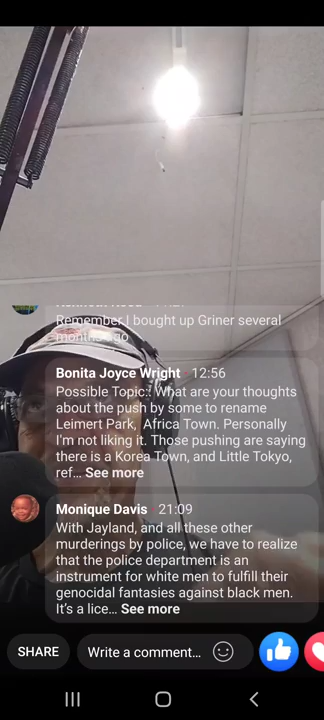 Remember I bought up Griner several
months ago
Bonita Joyce Wright · 12:56
Possible Topic:: What are your thoughts
about the push by some to rename
Leimert Park,  Africa Town. Personally
I'm not liking it. Those pushing are saying
there is a Korea Town, and Little Tokyo,
ref... See more
Monique Davis · 21:09
With Jayland, and all these other
murderings by police, we have to realize
that the police department is an
instrument for white men to fulfill their
genocidal fantasies against black men.
It's a lice... See more
SHARE
Write a comment...